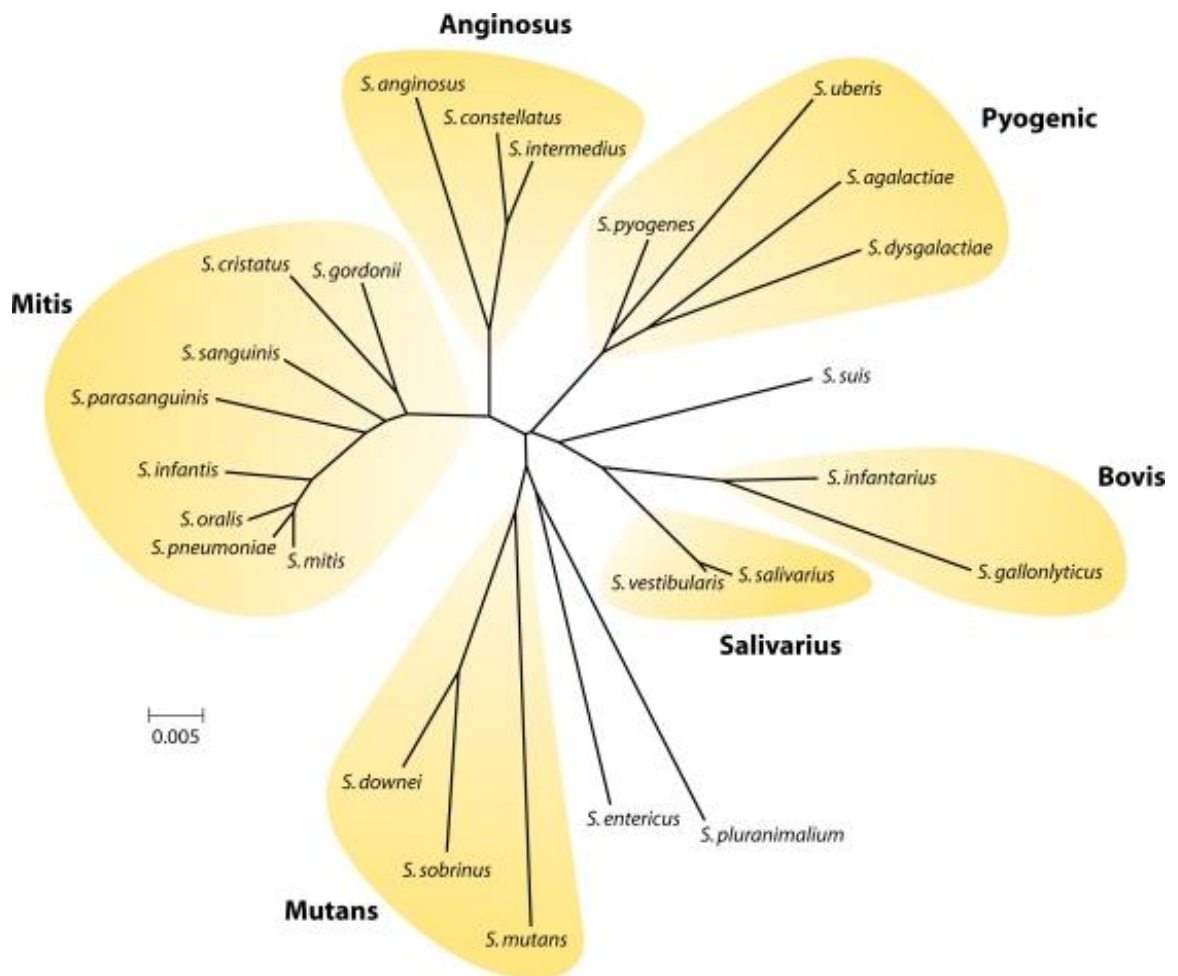 Anginosus
S. anginosus
S. constellatus
S. intermedius
S. uberis
Pyogenic
S. agalactiae
S. pyogenes
S. dysgalactiae
S. cristatus
S. gordonii
Mitis
S. sanguinis
S. parasanguinis
S. suis
S. infantis
S. oralis
S. pneumoniae
S. mitis
S. infantarius
Bovis
S. gallonlyticus
S. vestibularis
S. salivarius
Salivarius
0.005
S. downei
S. entericus
S. pluranimalium
S. sobrinus
Mutans
S. mutans